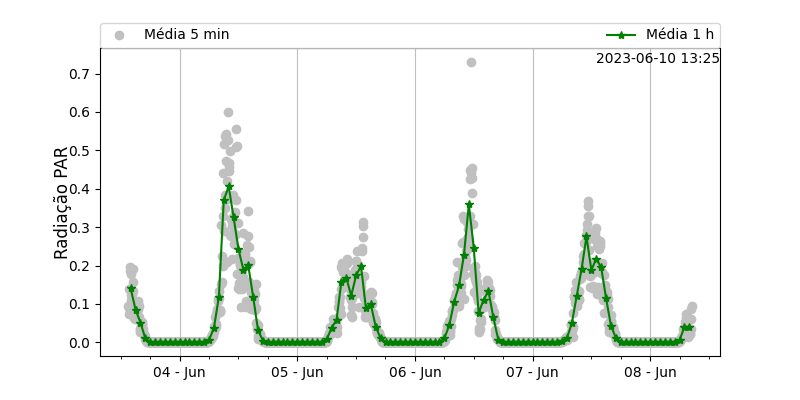 Média 5 min
Média 1 h
2023-06-10 13:25
Radiação PAR
0.7
0.6
0.5
0.4
0.3
0.2
0.1
0.0
04 - Jun
05 - Jun
06 - Jun
07 - Jun
08 - Jun